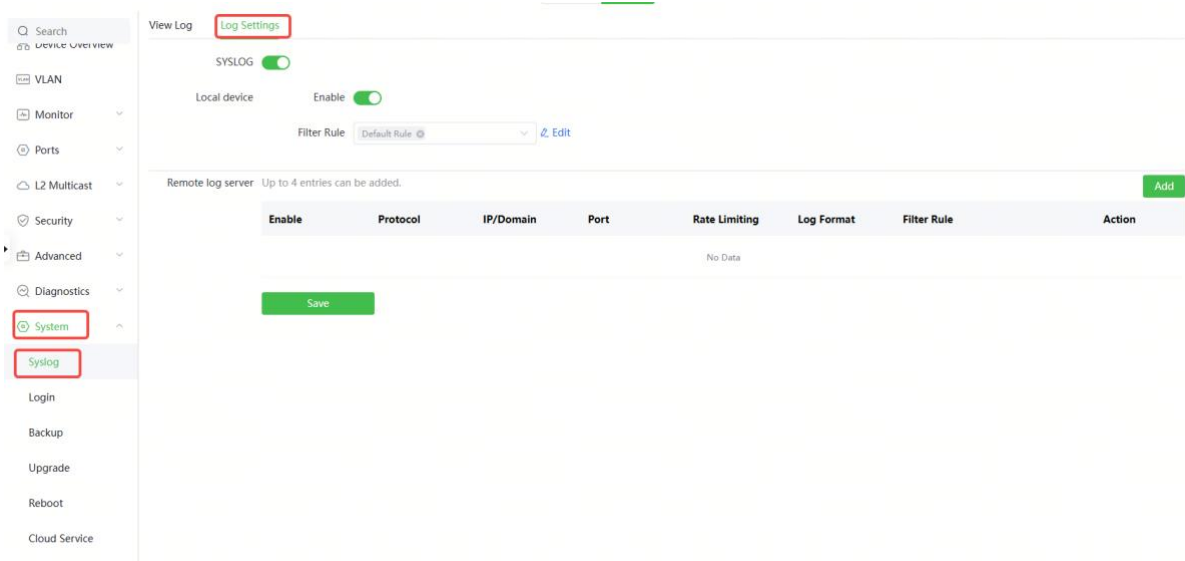 Search
Device Overview
VLAN
Monitor
Ports
L2 Multicast
Security
Advanced
Diagnostics
System
Syslog
Login
Backup
Upgrade
Reboot
Cloud Service
View Log Log Settings
SYSLOG
Local device Enable
Filter Rule Default Rule Edit
Remote log server Up to 4 entries can be added. Add
Enable Protocol IP/Domain Port Rate Limiting Log Format Filter Rule Action
No Data
Save